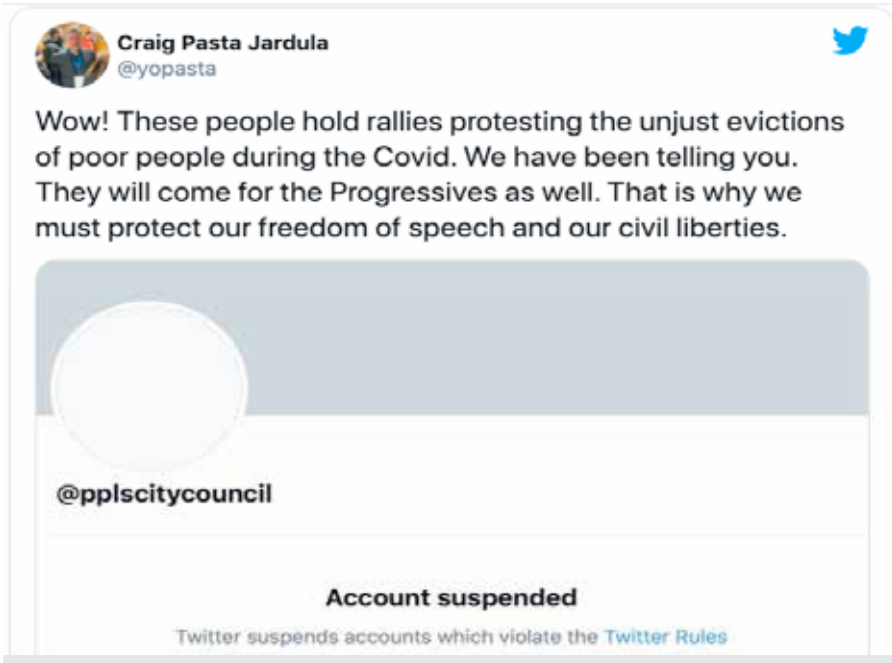 Craig Pasta Jardula
@yopasta
Wow! These people hold rallies protesting the unjust evictions
of poor people during the Covid. We have been telling you.
They will come for the Progressives as well. That is why we
must protect our freedom of speech and our civil liberties.
@pplscitycouncil
Account suspended
Twitter suspends accounts which violate the Twitter Rules